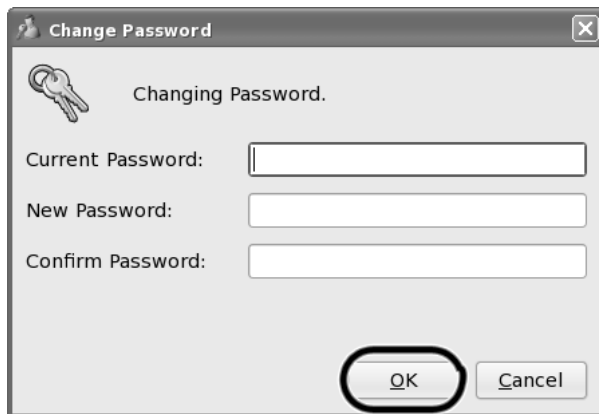 Change Password
Changing Password.
Current Password:
New Password:
Confirm Password:
OK Cancel